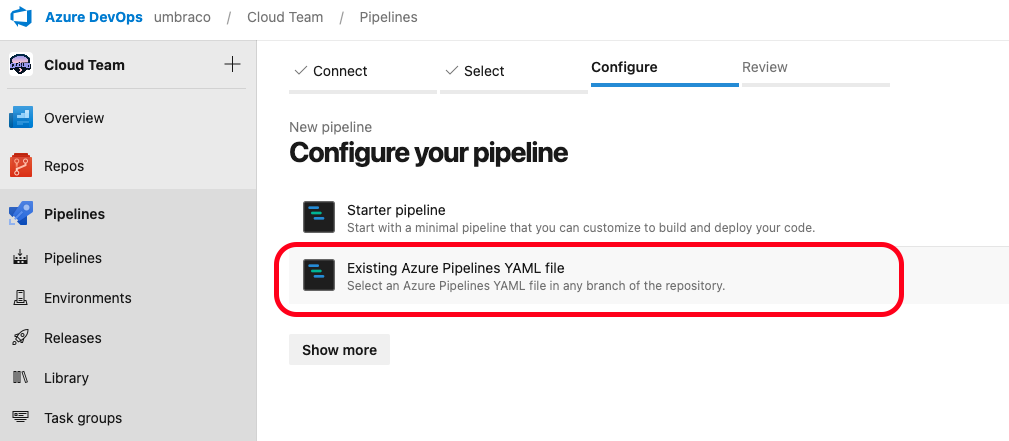 Azure DevOps umbraco / Cloud Team / Pipelines
Cloud Team
Overview
Repos
Pipelines
Pipelines
Environments
Releases
Library
Task groups
Connect Select Configure Review
New pipeline
Configure your pipeline
Starter pipeline
Start with a minimal pipeline that you can customize to build and deploy your code.
Existing Azure Pipelines YAML file
Select an Azure Pipelines YAML file in any branch of the repository.
Show more